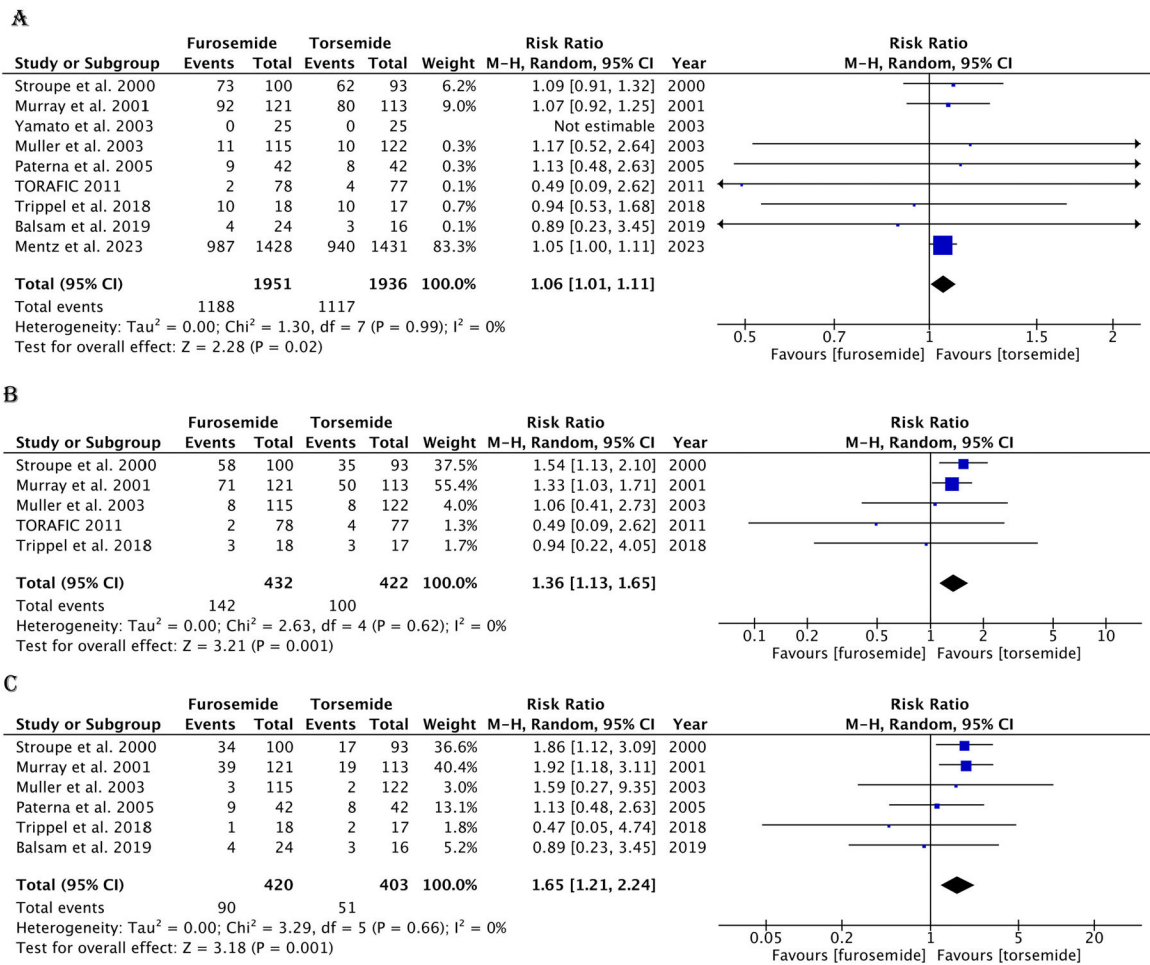 A
Furosemide Torsemide Risk Ratio Risk Ratio
Study or Subgroup Events Total Events Total Weight M-H, Random, 95% CI Year M-H, Random, 95% CI
Stroupe et al. 2000 73 100 62 93 6.2% 1.09 [0.91, 1.32] 2000
Murray et al. 2001 92 121 80 113 9.0% 1.07 [0.92, 1.25] 2001
Yamato et al. 2003 0 25 0 25 Not estimable 2003
Muller et al. 2003 11 115 10 122 0.3% 1.17 [0.52, 2.64] 2003
Paterna et al. 2005 9 42 8 42 0.3% 1.13 [0.48, 2.63] 2005
TORAFIC 2011 2 78 4 77 0.1% 0.49 [0.09, 2.62] 2011
Trippel et al. 2018 10 18 10 17 0.7% 0.94 [0.53, 1.68] 2018
Balsam et al. 2019 4 24 3 16 0.1% 0.89 [0.23, 3.45] 2019
Mentz et al. 2023 987 1428 940 1431 83.3% 1.05 [1.00, 1.11] 2023
Total (95% CI) 1951 1936 100.0% 1.06 [1.01, 1.11]
Total events 1188 1117
Heterogeneity: Tau² = 0.00; Chi² = 1.30, df = 7 (P = 0.99); I² = 0%
Test for overall effect: Z = 2.28 (P = 0.02)
0.5 0.7 1 1.5 2
Favours [furosemide] Favours [torsemide]
B
Furosemide Torsemide Risk Ratio Risk Ratio
Study or Subgroup Events Total Events Total Weight M-H, Random, 95% CI Year M-H, Random, 95% CI
Stroupe et al. 2000 58 100 35 93 37.5% 1.54 [1.13, 2.10] 2000
Murray et al. 2001 71 121 50 113 55.4% 1.33 [1.03, 1.71] 2001
Muller et al. 2003 8 115 8 122 4.0% 1.06 [0.41, 2.73] 2003
TORAFIC 2011 2 78 4 77 1.3% 0.49 [0.09, 2.62] 2011
Trippel et al. 2018 3 18 3 17 1.7% 0.94 [0.22, 4.05] 2018
Total (95% CI) 432 422 100.0% 1.36 [1.13, 1.65]
Total events 142 100
Heterogeneity: Tau² = 0.00; Chi² = 2.63, df = 4 (P = 0.62); I² = 0%
Test for overall effect: Z = 3.21 (P = 0.001)
0.1 0.2 0.5 1 2 5 10
Favours [furosemide] Favours [torsemide]
C
Furosemide Torsemide Risk Ratio Risk Ratio
Study or Subgroup Events Total Events Total Weight M-H, Random, 95% CI Year M-H, Random, 95% CI
Stroupe et al. 2000 34 100 17 93 36.6% 1.86 [1.12, 3.09] 2000
Murray et al. 2001 39 121 19 113 40.4% 1.92 [1.18, 3.11] 2001
Muller et al. 2003 3 115 2 122 3.0% 1.59 [0.27, 9.35] 2003
Paterna et al. 2005 9 42 8 42 13.1% 1.13 [0.48, 2.63] 2005
Trippel et al. 2018 1 18 2 17 1.8% 0.47 [0.05, 4.74] 2018
Balsam et al. 2019 4 24 3 16 5.2% 0.89 [0.23, 3.45] 2019
Total (95% CI) 420 403 100.0% 1.65 [1.21, 2.24]
Total events 90 51
Heterogeneity: Tau² = 0.00; Chi² = 3.29, df = 5 (P = 0.66); I² = 0%
Test for overall effect: Z = 3.18 (P = 0.001)
0.05 0.2 1 5 20
Favours [furosemide] Favours [torsemide]